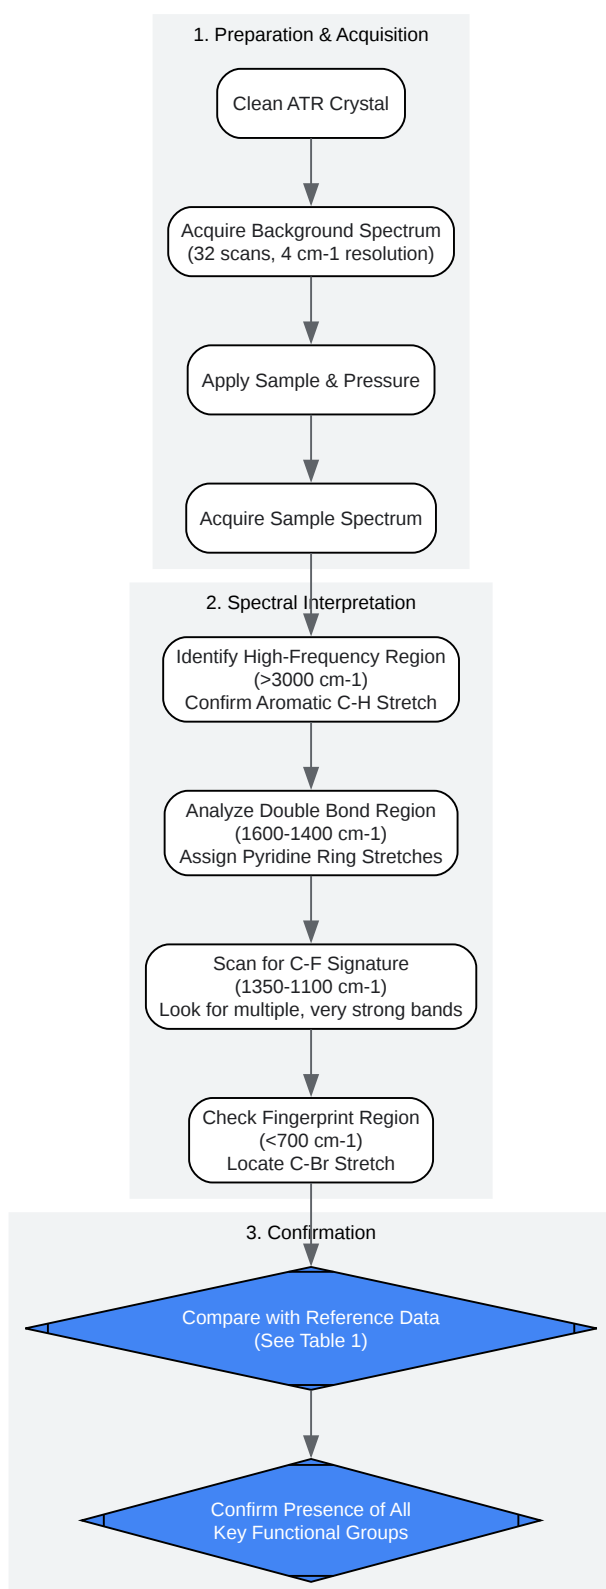 1. Preparation & Acquisition
Clean ATR Crystal
Acquire Background Spectrum
(32 scans, 4 cm-1 resolution)
Apply Sample & Pressure
Acquire Sample Spectrum
2. Spectral Interpretation
Identify High-Frequency Region
(>3000 cm-1)
Confirm Aromatic C-H Stretch
Analyze Double Bond Region
(1600-1400 cm-1)
Assign Pyridine Ring Stretches
Scan for C-F Signature
(1350-1100 cm-1)
Look for multiple, very strong bands
Check Fingerprint Region
(<700 cm-1)
Locate C-Br Stretch
3. Confirmation
Compare with Reference Data
(See Table 1)
Confirm Presence of All
Key Functional Groups